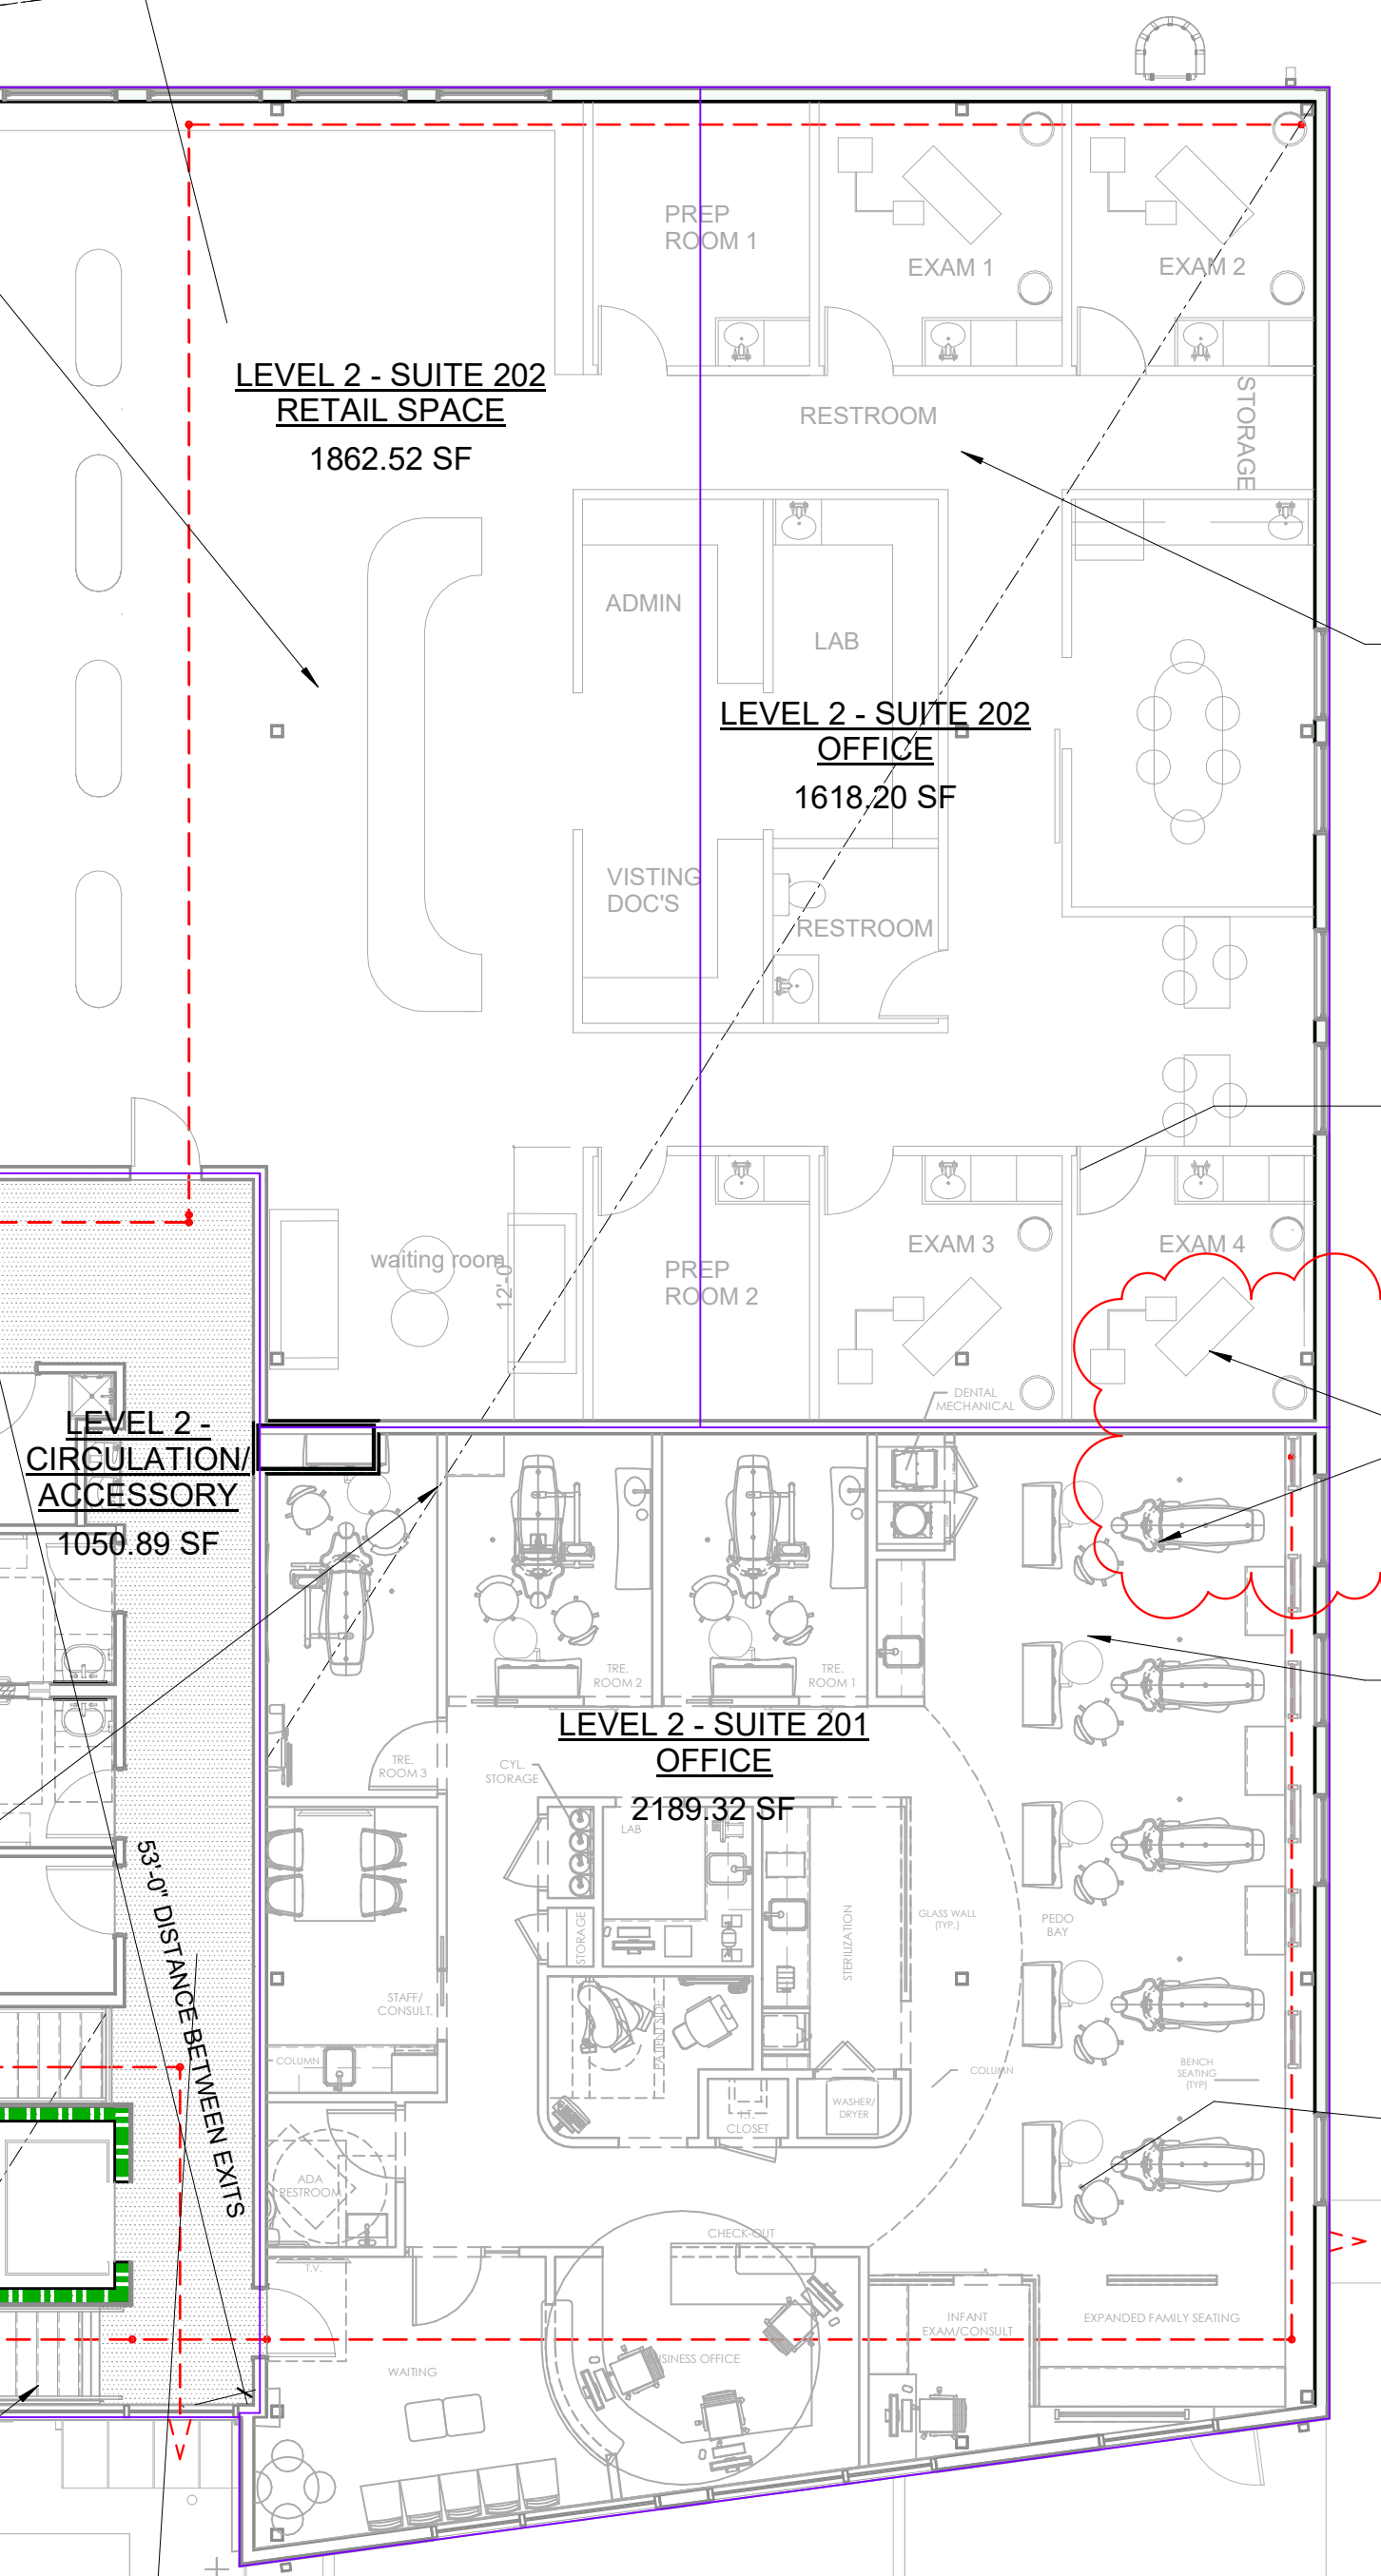 PREP
ROOM 1
EXAM 1
EXAM 2
LEVEL 2 - SUITE 202
RETAIL SPACE
1862.52 SF
RESTROOM
STORAGE
ADMIN
LAB
LEVEL 2 - SUITE 202
OFFICE
1618.20 SF
VISTING
DOC'S
RESTROOM
waiting room
12'-0
PREP
ROOM 2
EXAM 3
EXAM 4
DENTAL
MECHANICAL
LEVEL 2 -
CIRCULATION/
ACCESSORY
1050.89 SF
TRE.
ROOM 2
TRE.
ROOM 1
LEVEL 2 - SUITE 201
OFFICE
2189.32 SF
TRE.
ROOM 3
CYL.
STORAGE
LAB
53'-0" DISTANCE BETWEEN EXITS
STORAGE
STERILIZATION
GLASS WALL
(TYP.)
PEDO
BAY
STAFF/
CONSULT.
PATIENT SIDE
COLUMN
COLUMN
BENCH
SEATING
(TYP)
WASHER/
DRYER
I.T.
CLOSET
ADA
RESTROOM
T.V.
CHECK-OUT
INFANT
EXAM/CONSULT
EXPANDED FAMILY SEATING
WAITING
USINESS OFFICE